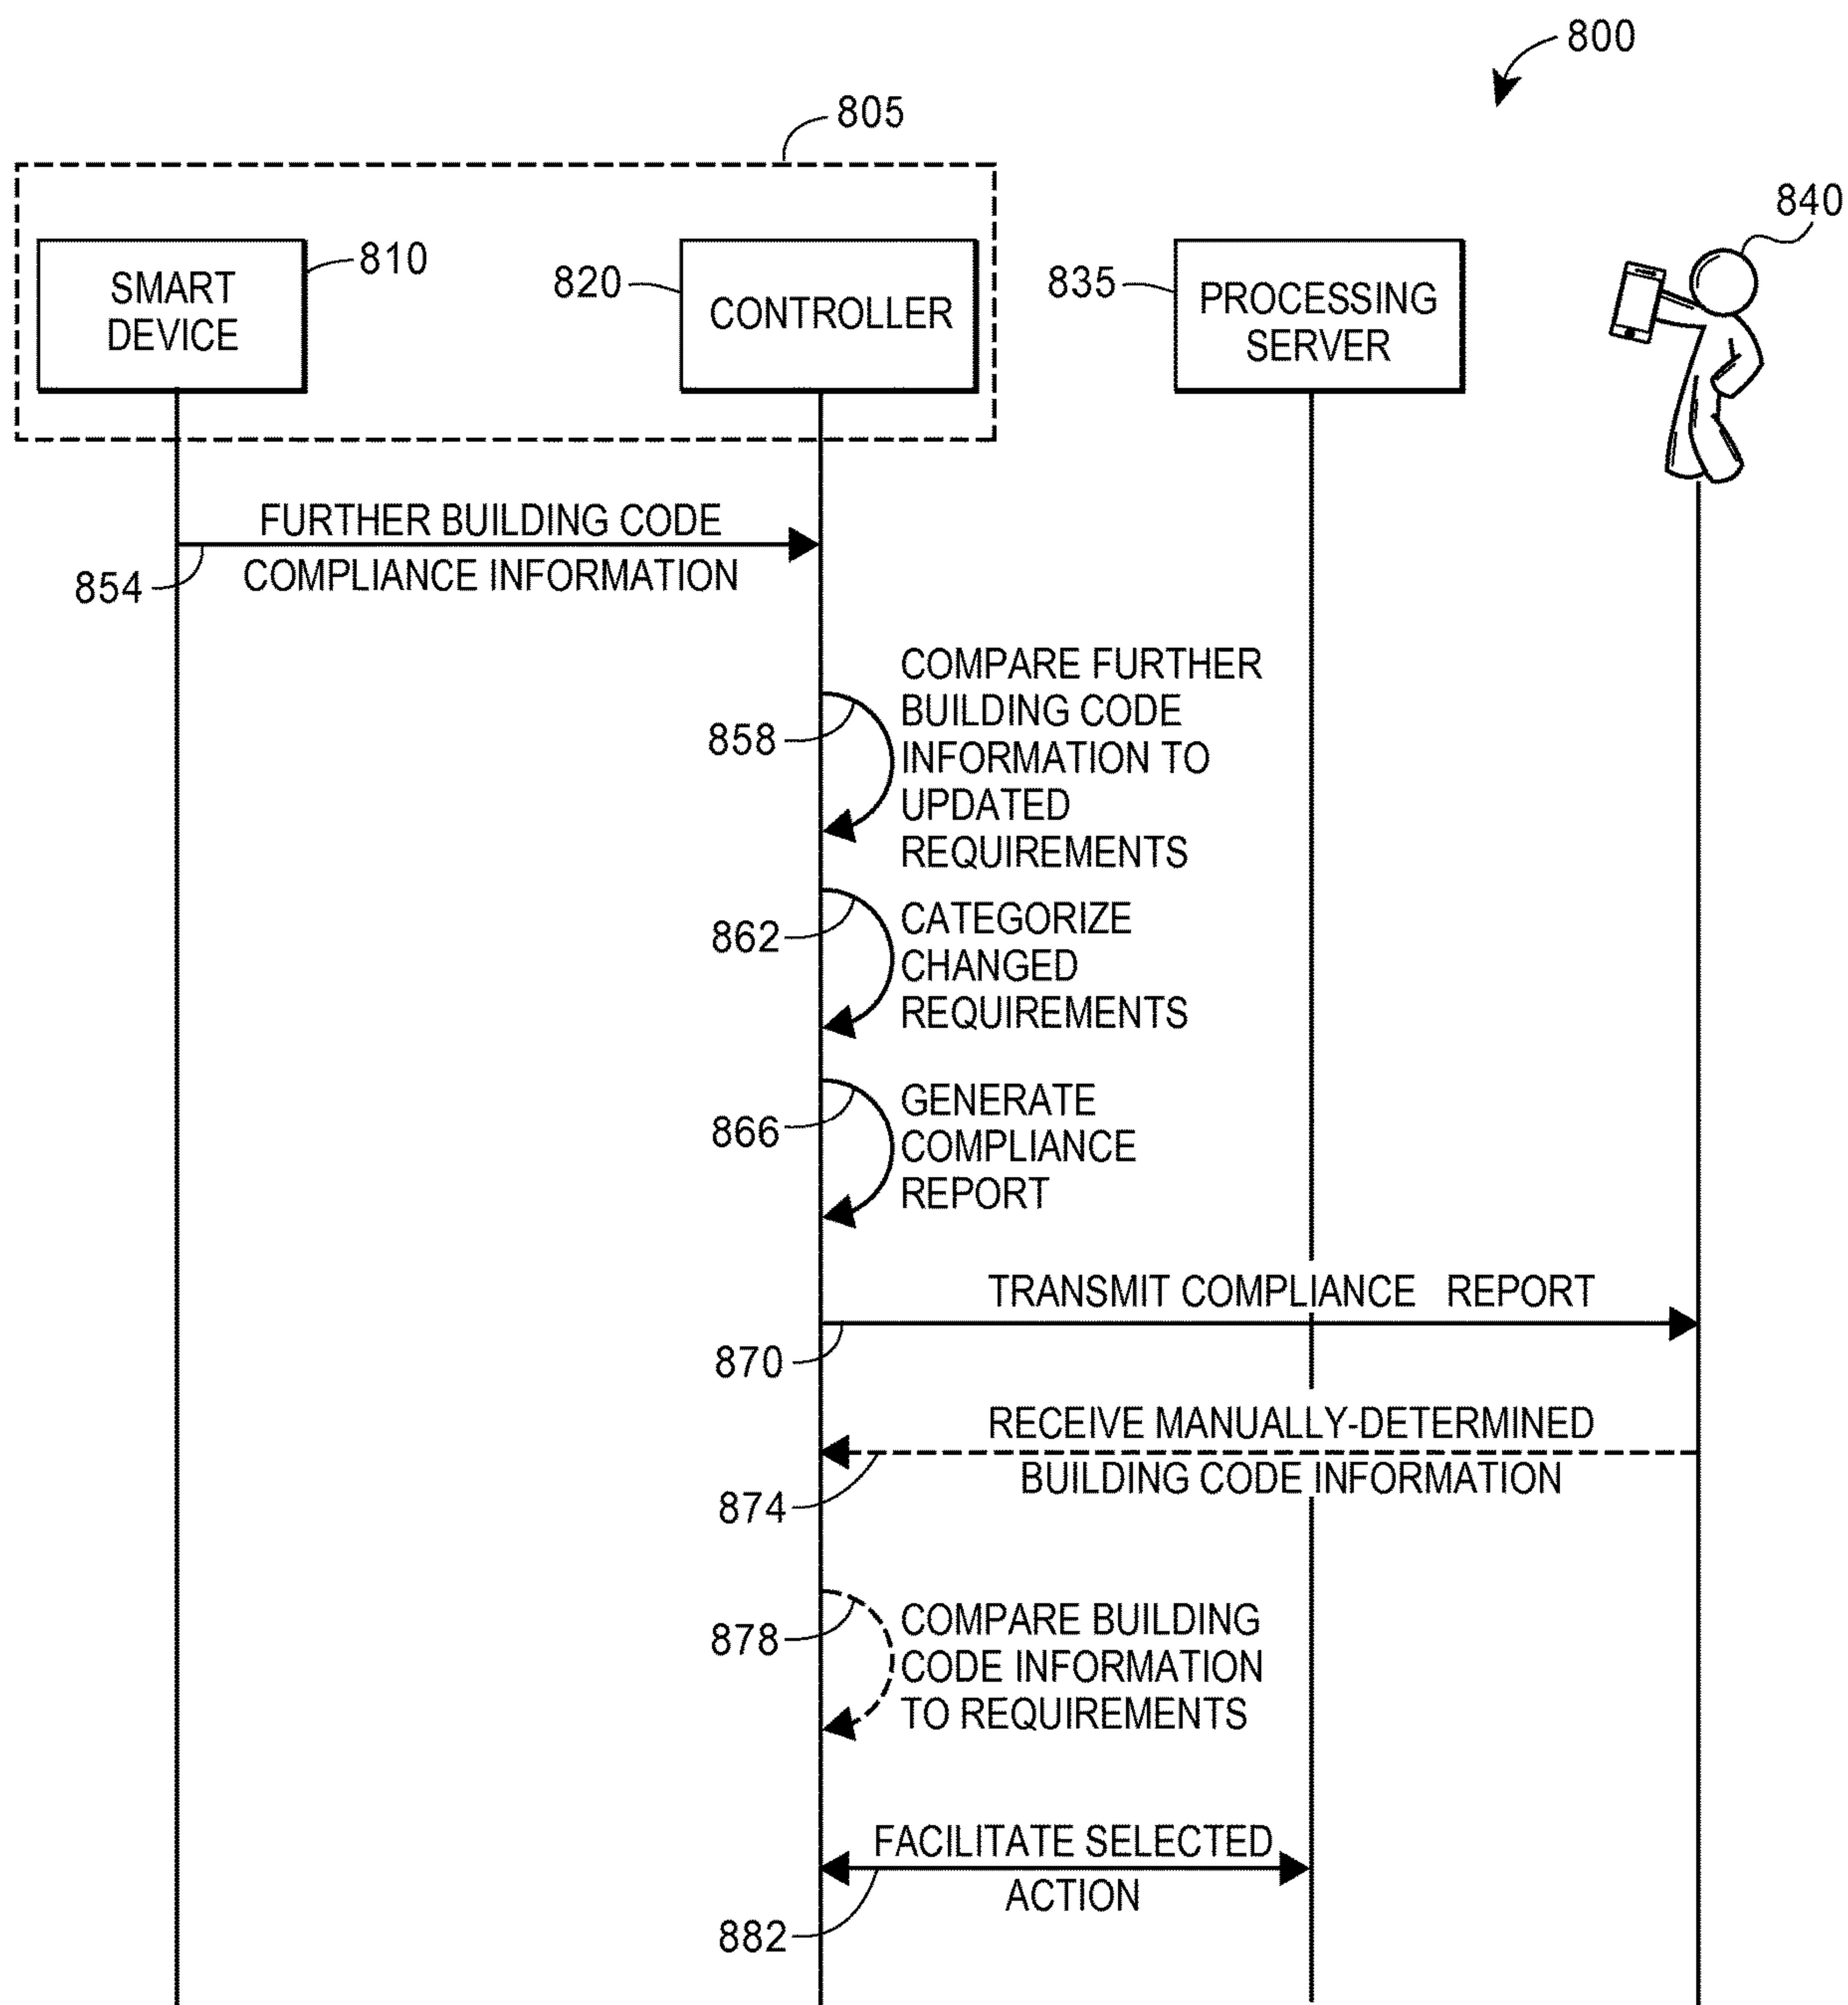 800
805
840
SMART
DEVICE
810
820
CONTROLLER
835
PROCESSING
SERVER
FURTHER BUILDING CODE
COMPLIANCE INFORMATION
854
COMPARE FURTHER
BUILDING CODE
INFORMATION TO
UPDATED
REQUIREMENTS
858
CATEGORIZE
CHANGED
REQUIREMENTS
862
GENERATE
COMPLIANCE
REPORT
866
TRANSMIT COMPLIANCE REPORT
870
RECEIVE MANUALLY-DETERMINED
BUILDING CODE INFORMATION
874
COMPARE BUILDING
CODE INFORMATION
TO REQUIREMENTS
878
FACILITATE SELECTED
ACTION
882